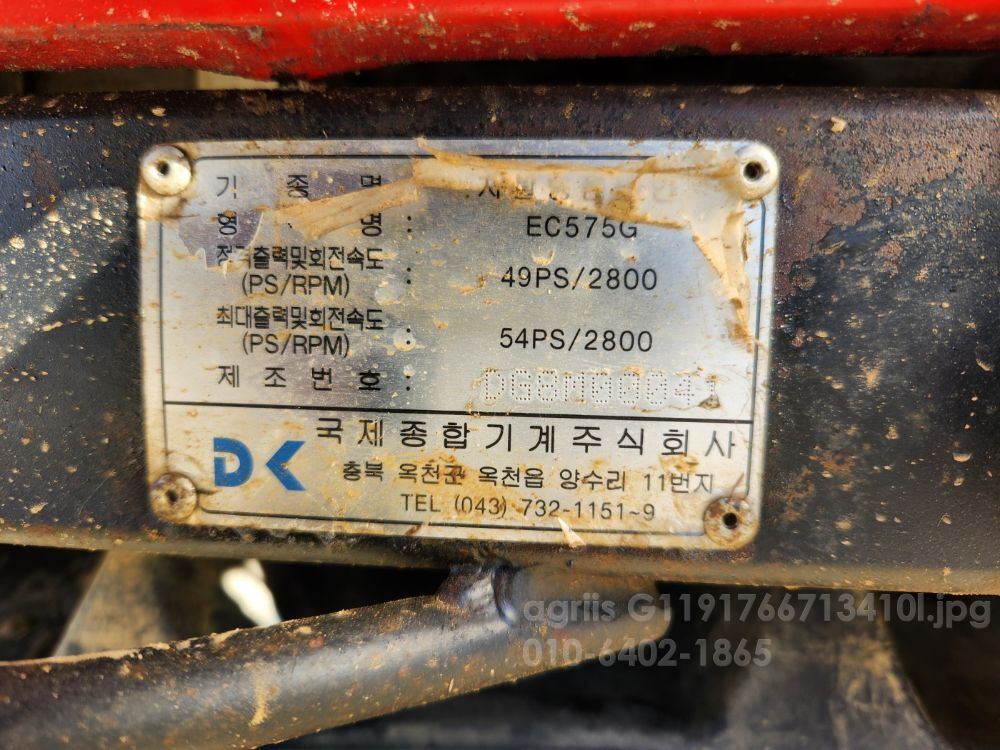 기 종 명
형 명 : EC575G
정격출력및회전속도
(PS/RPM) : 49PS/2800
최대출력및회전속도
(PS/RPM) : 54PS/2800
제 조 번 호 : DG8M00041
DK 국제종합기계주식회사
충북 옥천군 옥천읍 양수리 11번지
TEL (043) 732-1151~9
agriis G1191766713410I.jpg
010-6402-1865